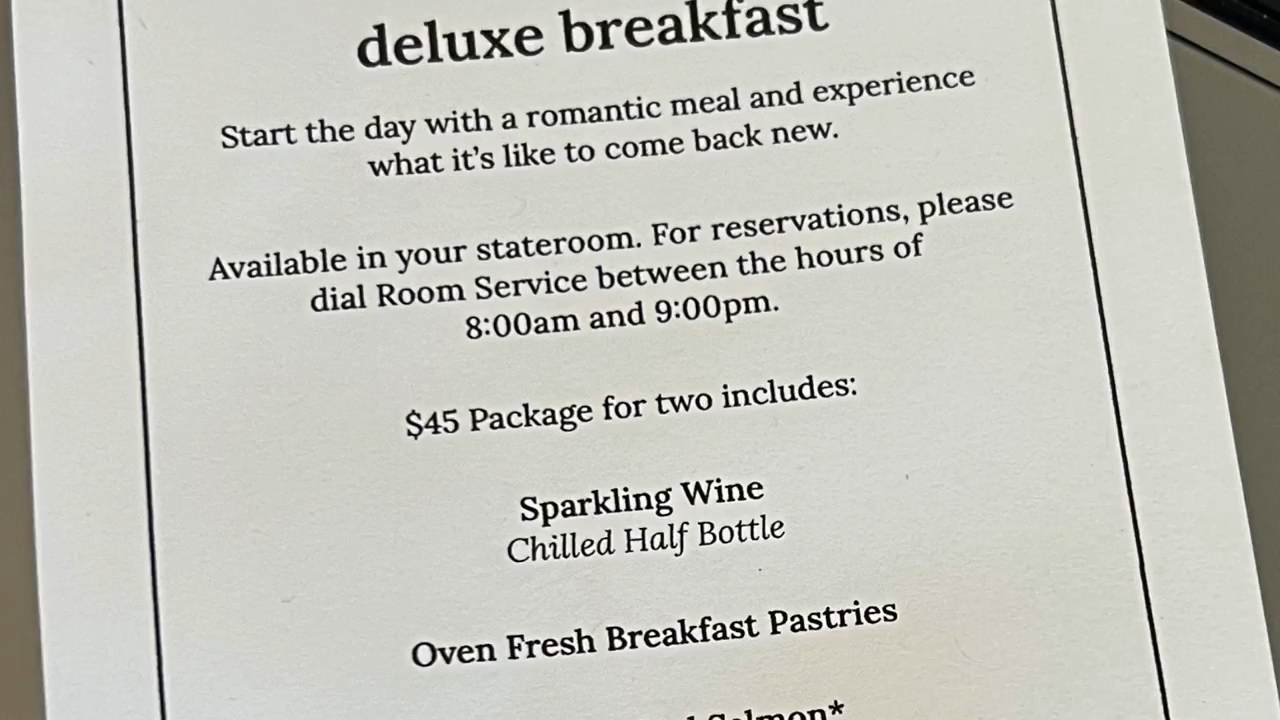 deluxe breakfast
Start the day with a romantic meal and experience
what it's like to come back new.
Available in your stateroom. For reservations, please
dial Room Service between the hours of
8:00am and 9:00pm.
$45 Package for two includes:
Sparkling Wine
Chilled Half Bottle
Oven Fresh Breakfast Pastries
Salmon*